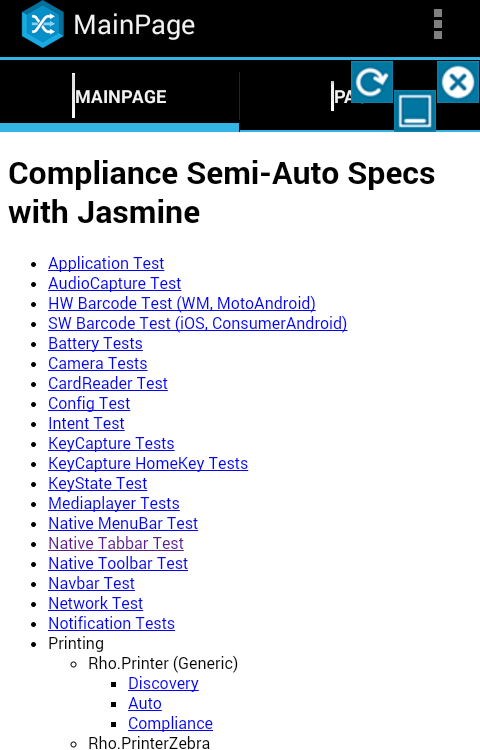 MainPage
MAINPAGE
PA
Compliance Semi-Auto Specs
with Jasmine
Application Test
AudioCapture Test
HW Barcode Test (WM, MotoAndroid)
SW Barcode Test (iOS, ConsumerAndroid)
Battery Tests
Camera Tests
CardReader Test
Config Test
Intent Test
KeyCapture Tests
KeyCapture HomeKey Tests
KeyState Test
Mediaplayer Tests
Native MenuBar Test
Native Tabbar Test
Native Toolbar Test
Navbar Test
Network Test
Notification Tests
Printing
Rho.Printer (Generic)
Discovery
Auto
Compliance
Rho.PrinterZebra